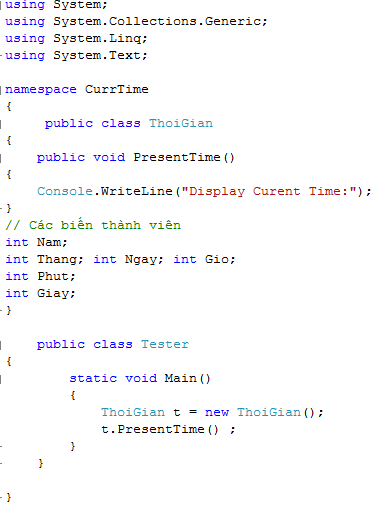 using System;
using System.Collections.Generic;
using System.Linq;
using System.Text;
namespace CurrTime
{
public class ThoiGian
{
public void PresentTime()
{
Console.WriteLine("Display Curent Time:");
}
// Các biến thành viên
int Nam;
int Thang; int Ngay; int Gio;
int Phut;
int Giay;
}
public class Tester
{
static void Main()
{
ThoiGian t = new ThoiGian();
t.PresentTime() ;
}
}
}